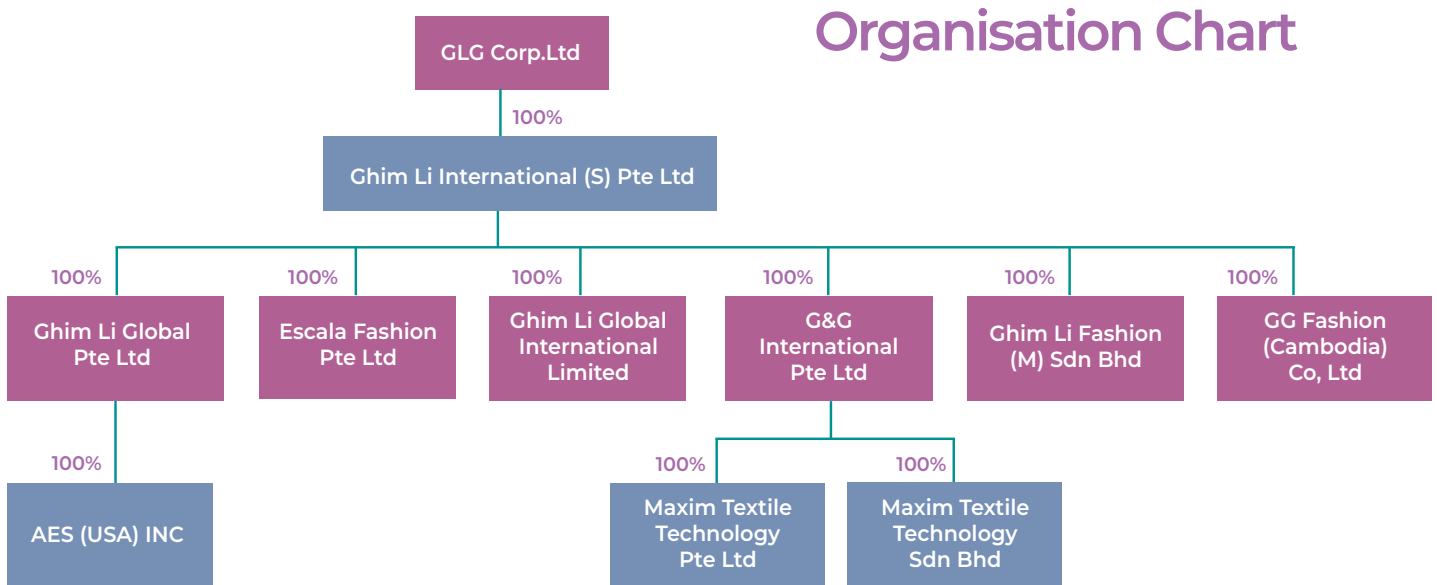 Organisation Chart
GLG Corp.Ltd
100%
Ghim Li International (S) Pte Ltd
100%
100%
100%
100%
100%
100%
Ghim Li Global
Pte Ltd
Escala Fashion
Pte Ltd
Ghim Li Global
International
Limited
G&G
International
Pte Ltd
Ghim Li Fashion
(M) Sdn Bhd
GG Fashion
(Cambodia)
Co, Ltd
100%
100%
100%
AES (USA) INC
Maxim Textile
Technology
Pte Ltd
Maxim Textile
Technology
Sdn Bhd